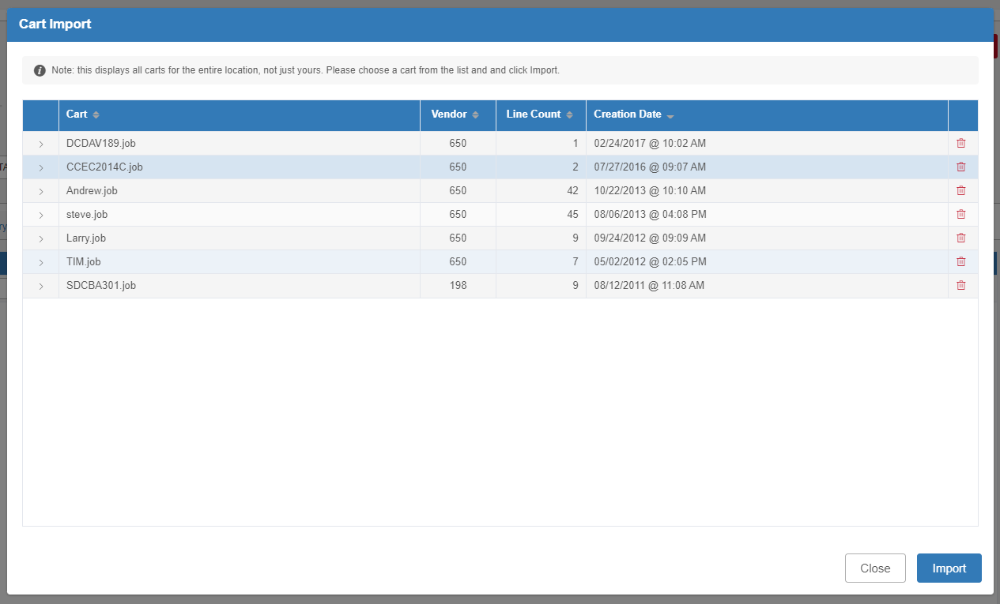 Cart Import
Note: this displays all carts for the entire location, not just yours. Please choose a cart from the list and and click Import.
Cart Vendor Line Count Creation Date
DCDAV189.job 650 1 02/24/2017 @ 10:02 AM
CCEC2014C.job 650 2 07/27/2016 @ 09:07 AM
Andrew.job 650 42 10/22/2013 @ 10:10 AM
steve.job 650 45 08/06/2013 @ 04:08 PM
Larry.job 650 9 09/24/2012 @ 09:09 AM
TIM.job 650 7 05/02/2012 @ 02:05 PM
SDCBA301.job 198 9 08/12/2011 @ 11:08 AM
Close Import